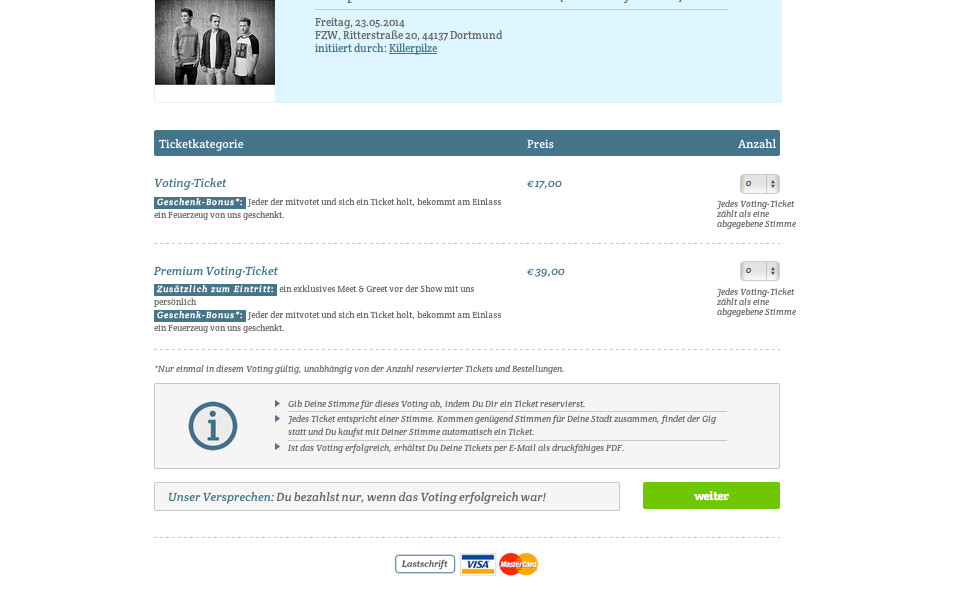 Freitag, 23.05.2014
FZW, Ritterstraße 20, 44137 Dortmund
initiiert durch: Killerpilze
Ticketkategorie Preis Anzahl
Voting-Ticket €17,00 0
Geschenk-Bonus*: Jeder der mitvotet und sich ein Ticket holt, bekommt am Einlass
ein Feuerzeug von uns geschenkt.
Jedes Voting-Ticket
zählt als eine
abgegebene Stimme
Premium Voting-Ticket €39,00 0
Zusätzlich zum Eintritt: ein exklusives Meet & Greet vor der Show mit uns
persönlich
Geschenk-Bonus*: Jeder der mitvotet und sich ein Ticket holt, bekommt am Einlass
ein Feuerzeug von uns geschenkt.
Jedes Voting-Ticket
zählt als eine
abgegebene Stimme
*Nur einmal in diesem Voting gültig, unabhängig von der Anzahl reservierter Tickets und Bestellungen.
Gib Deine Stimme für dieses Voting ab, indem Du Dir ein Ticket reservierst.
Jedes Ticket entspricht einer Stimme. Kommen genügend Stimmen für Deine Stadt zusammen, findet der Gig
statt und Du kaufst mit Deiner Stimme automatisch ein Ticket.
Ist das Voting erfolgreich, erhältst Du Deine Tickets per E-Mail als druckfähiges PDF.
Unser Versprechen: Du bezahlst nur, wenn das Voting erfolgreich war!
weiter
Lastschrift VISA MasterCard